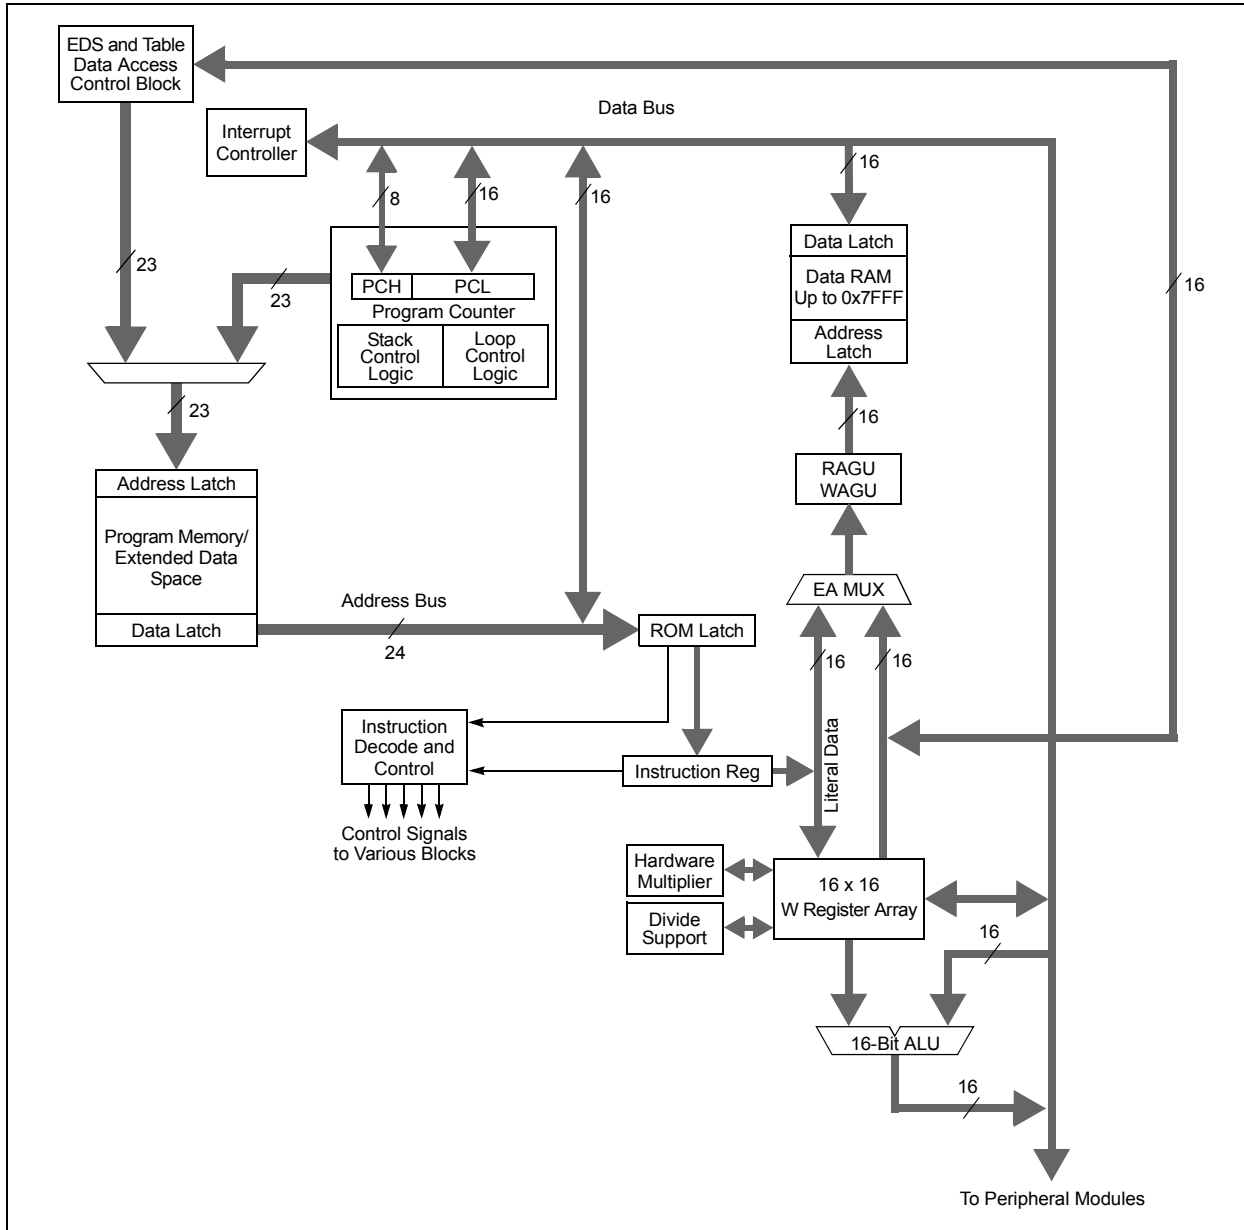 EDS and Table
Data Access
Control Block
Data Bus
Interrupt
Controller
16
8
16
16
16
23
23
PCH
PCL
Program Counter
Stack
Control
Logic
Loop
Control
Logic
Data Latch
Data RAM
Up to 0x7FFF
Address
Latch
23
16
RAGU
WAGU
Address Latch
Program Memory/
Extended Data
Space
Data Latch
EA MUX
Address Bus
24
ROM Latch
16
16
Instruction
Decode and
Control
Instruction Reg
Literal Data
Control Signals
to Various Blocks
Hardware
Multiplier
Divide
Support
16 x 16
W Register Array
16
16-Bit ALU
16
To Peripheral Modules